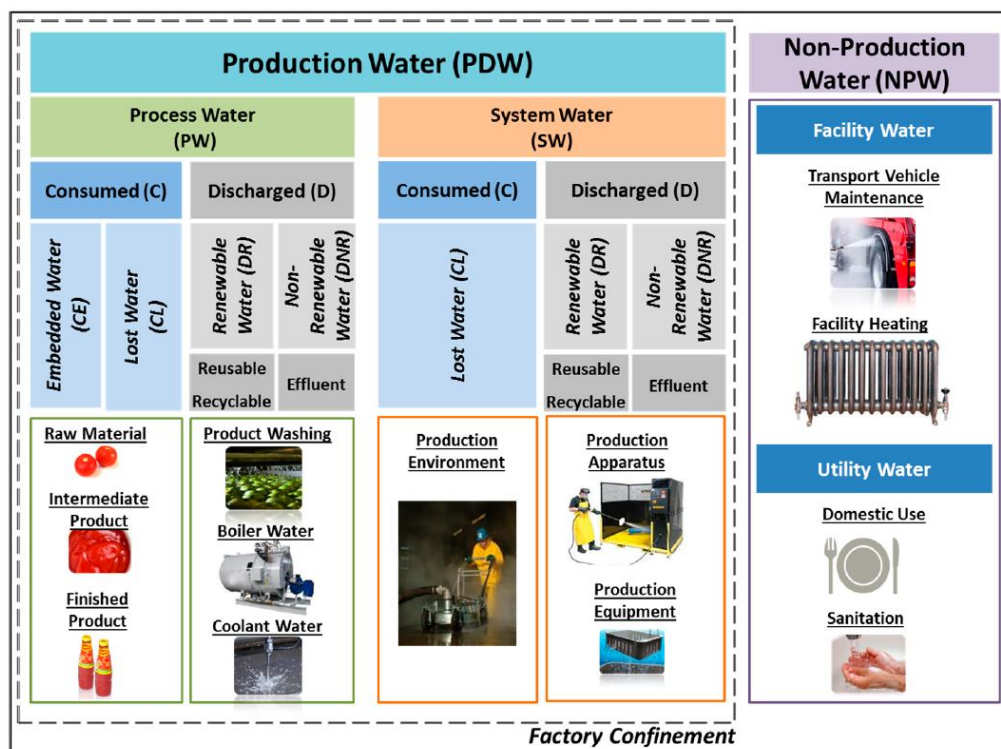 Production Water (PDW)
Process Water
(PW)
Consumed (C)
Discharged (D)
Embedded Water
(CE)
Lost Water
(CL)
Renewable
Water (DR)
Non-
Renewable
Water (DNR)
Reusable
Recyclable
Effluent
Raw Material
Intermediate
Product
Finished
Product
Product Washing
Boiler Water
Coolant Water
System Water
(SW)
Consumed (C)
Discharged (D)
Lost Water (CL)
Renewable
Water (DR)
Non-
Renewable
Water (DNR)
Reusable
Recyclable
Effluent
Production
Environment
Production
Apparatus
Production
Equipment
Factory Confinement
Non-Production
Water (NPW)
Facility Water
Transport Vehicle
Maintenance
Facility Heating
Utility Water
Domestic Use
Sanitation